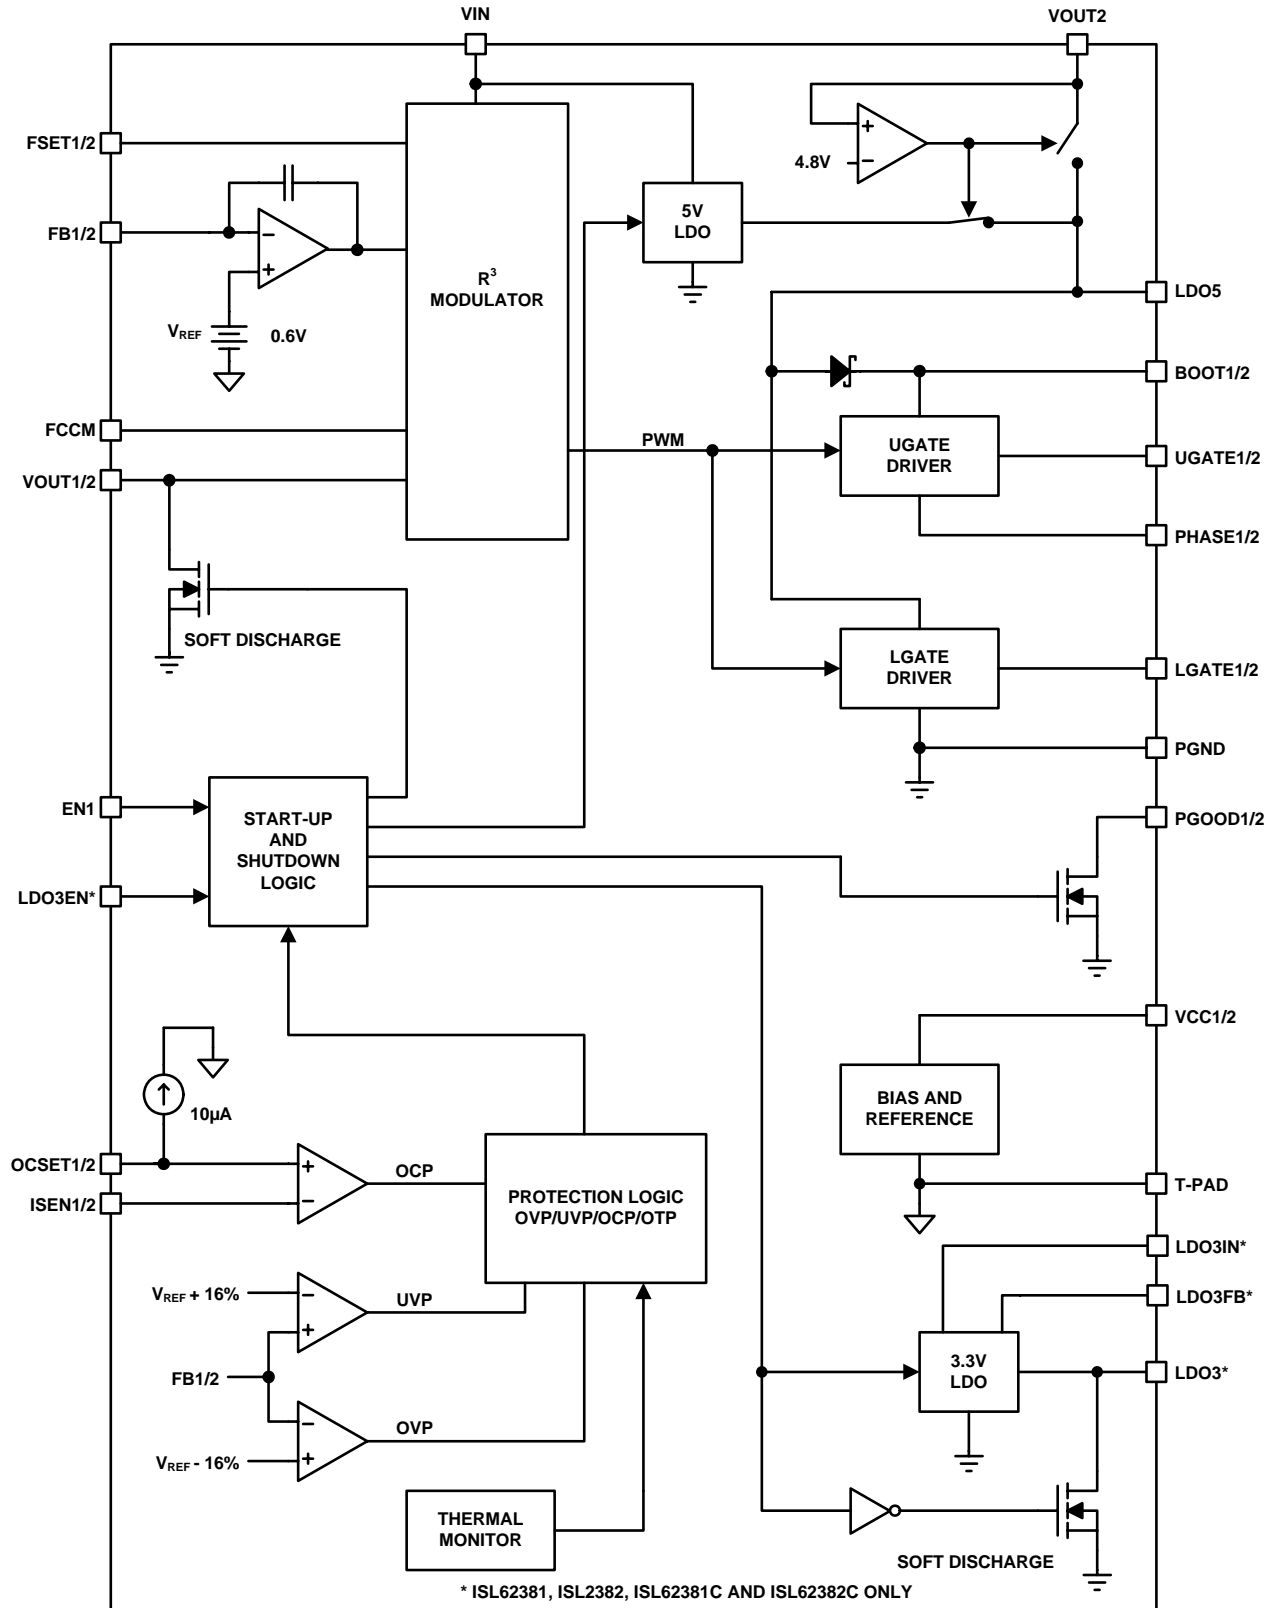 VIN
VOUT2
FSET1/2
+
4.8V
−
5V
LDO
FB1/2
−
+
R³
MODULATOR
LDO5
VREF
0.6V
BOOT1/2
FCCM
PWM
UGATE
DRIVER
UGATE1/2
VOUT1/2
PHASE1/2
SOFT DISCHARGE
LGATE
DRIVER
LGATE1/2
PGND
EN1
START-UP
AND
SHUTDOWN
LOGIC
PGOOD1/2
LDO3EN*
VCC1/2
10µA
BIAS AND
REFERENCE
OCSET1/2
+
OCP
ISEN1/2
−
PROTECTION LOGIC
OVP/UVP/OCP/OTP
T-PAD
LDO3IN*
VREF + 16%
−
UVP
+
LDO3FB*
FB1/2
3.3V
LDO
LDO3*
−
OVP
VREF - 16%
+
THERMAL
MONITOR
SOFT DISCHARGE
* ISL62381, ISL2382, ISL62381C AND ISL62382C ONLY